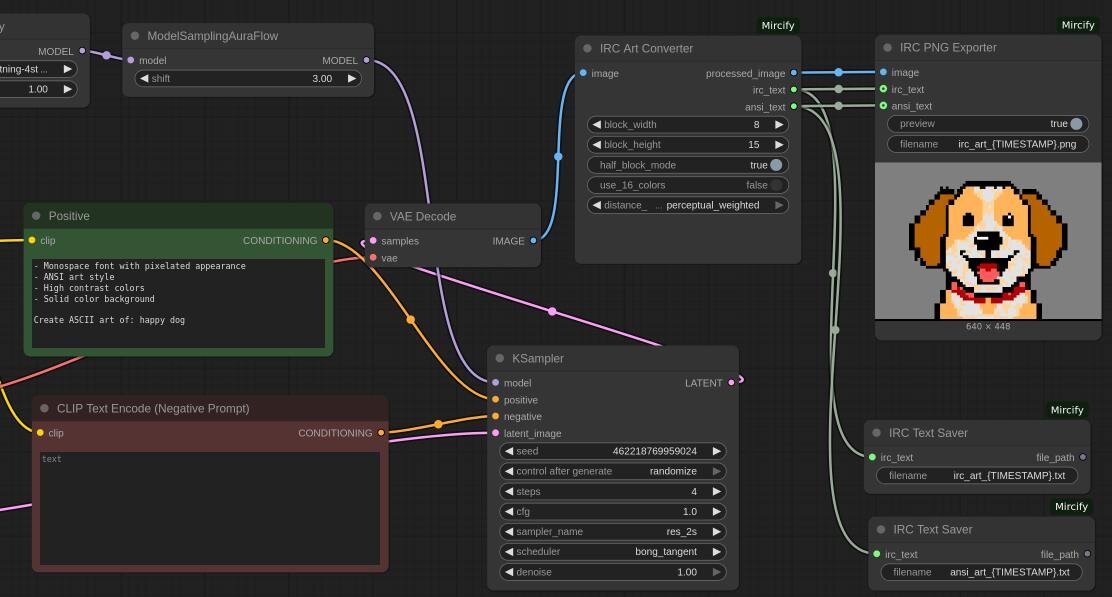 MODEL
tning-4st ...
1.00
ModelSamplingAuraFlow
model
MODEL
shift
3.00
Mircify
IRC Art Converter
image
processed_image
irc_text
ansi_text
block_width
8
block_height
15
half_block_mode
true
use_16_colors
false
distance_ ...
perceptual_weighted
Mircify
IRC PNG Exporter
image
irc_text
ansi_text
preview
true
filename
irc_art_{TIMESTAMP}.png
640 × 448
Positive
clip
CONDITIONING
- Monospace font with pixelated appearance
- ANSI art style
- High contrast colors
- Solid color background
Create ASCII art of: happy dog
VAE Decode
samples
IMAGE
vae
CLIP Text Encode (Negative Prompt)
clip
CONDITIONING
text
KSampler
model
LATENT
positive
negative
latent_image
seed
462218769959024
control after generate
randomize
steps
4
cfg
1.0
sampler_name
res_2s
scheduler
bong_tangent
denoise
1.00
Mircify
IRC Text Saver
irc_text
file_path
filename
irc_art_{TIMESTAMP}.txt
Mircify
IRC Text Saver
irc_text
file_path
filename
ansi_art_{TIMESTAMP}.txt